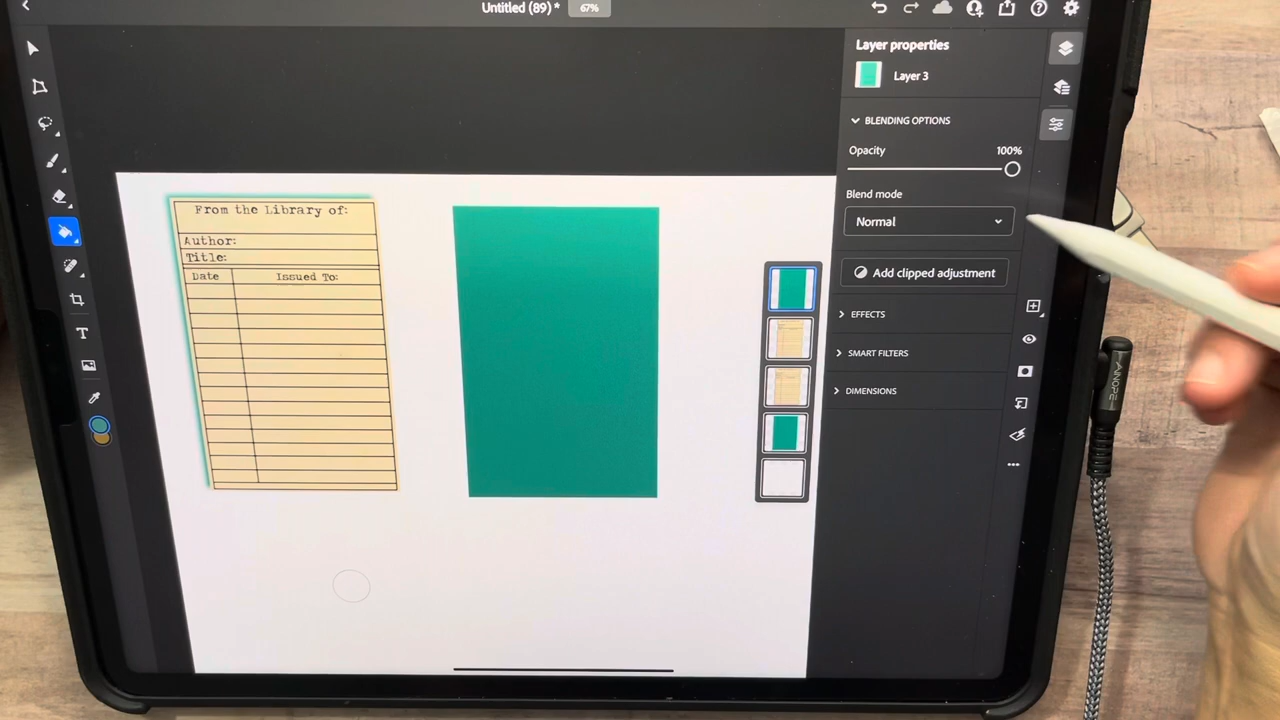 Untitled (89) *
67%
Layer properties
Layer 3
BLENDING OPTIONS
Opacity
100%
Blend mode
Normal
Add clipped adjustment
EFFECTS
SMART FILTERS
DIMENSIONS
From the Library of:
Author:
Title:
Date
Issued To:
T
AINOPE